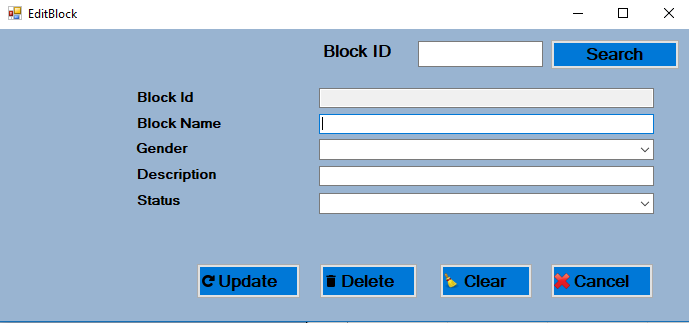 EditBlock
Block ID Search
Block Id
Block Name
Gender
Description
Status
Update Delete Clear Cancel